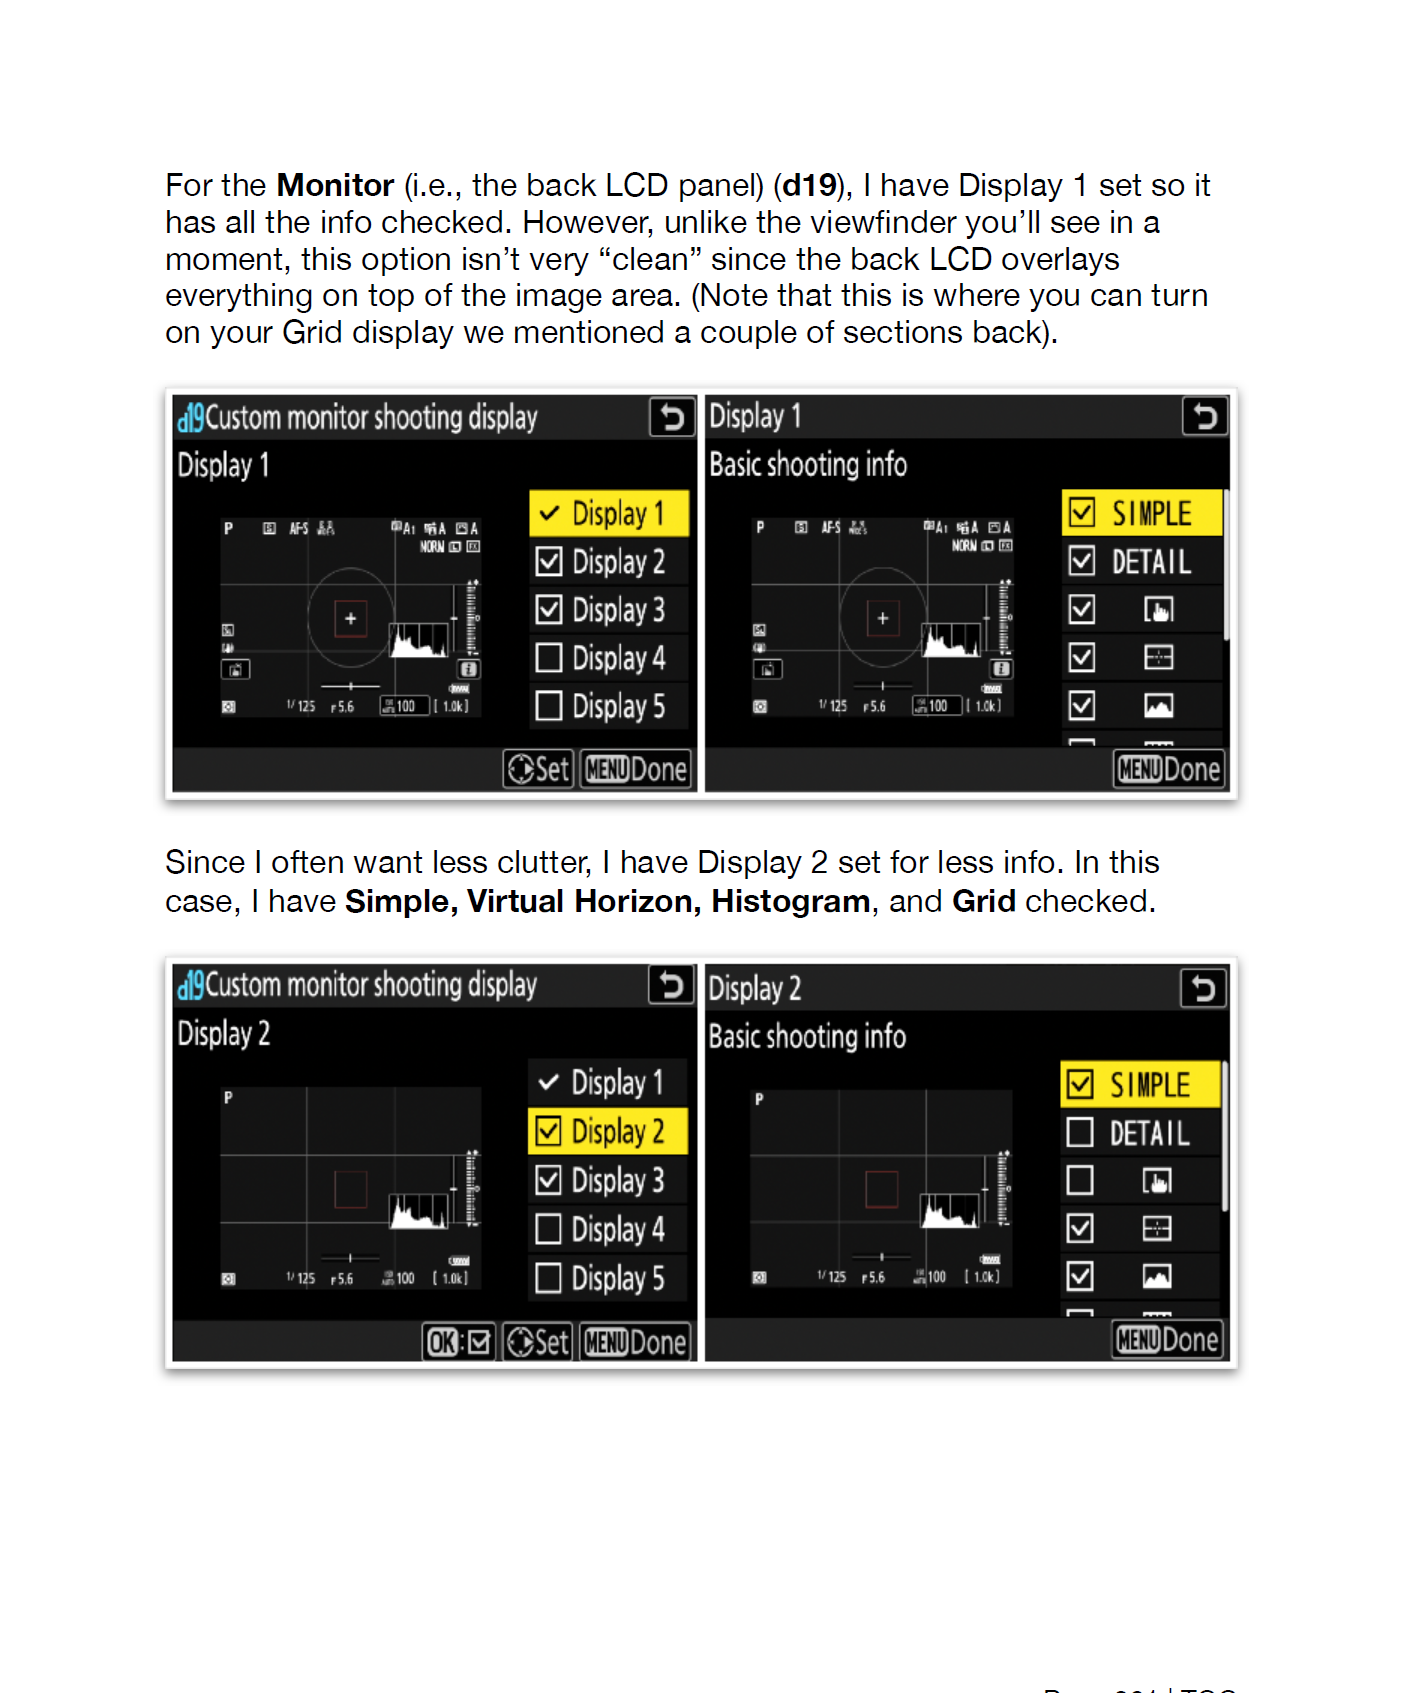 For the Monitor (i.e., the back LCD panel) (d19), I have Display 1 set so it
has all the info checked. However, unlike the viewfinder you’ll see in a
moment, this option isn’t very “clean” since the back LCD overlays
everything on top of the image area. (Note that this is where you can turn
on your Grid display we mentioned a couple of sections back).
d19 Custom monitor shooting display
Display 1
P S AF-S A1 A A
NORM L FX
1/125 F5.6 100 [ 1.0k]
Display 1
Display 2
Display 3
Display 4
Display 5
Set MENU Done
Display 1
Basic shooting info
P S AF-S A1 A A
NORM L FX
1/125 F5.6 100 [ 1.0k]
SIMPLE
DETAIL
MENU Done
Since I often want less clutter, I have Display 2 set for less info. In this
case, I have Simple, Virtual Horizon, Histogram, and Grid checked.
d19 Custom monitor shooting display
Display 2
P
1/125 F5.6 100 [ 1.0k]
Display 1
Display 2
Display 3
Display 4
Display 5
OK: Set MENU Done
Display 2
Basic shooting info
P
1/125 F5.6 100 [ 1.0k]
SIMPLE
DETAIL
MENU Done